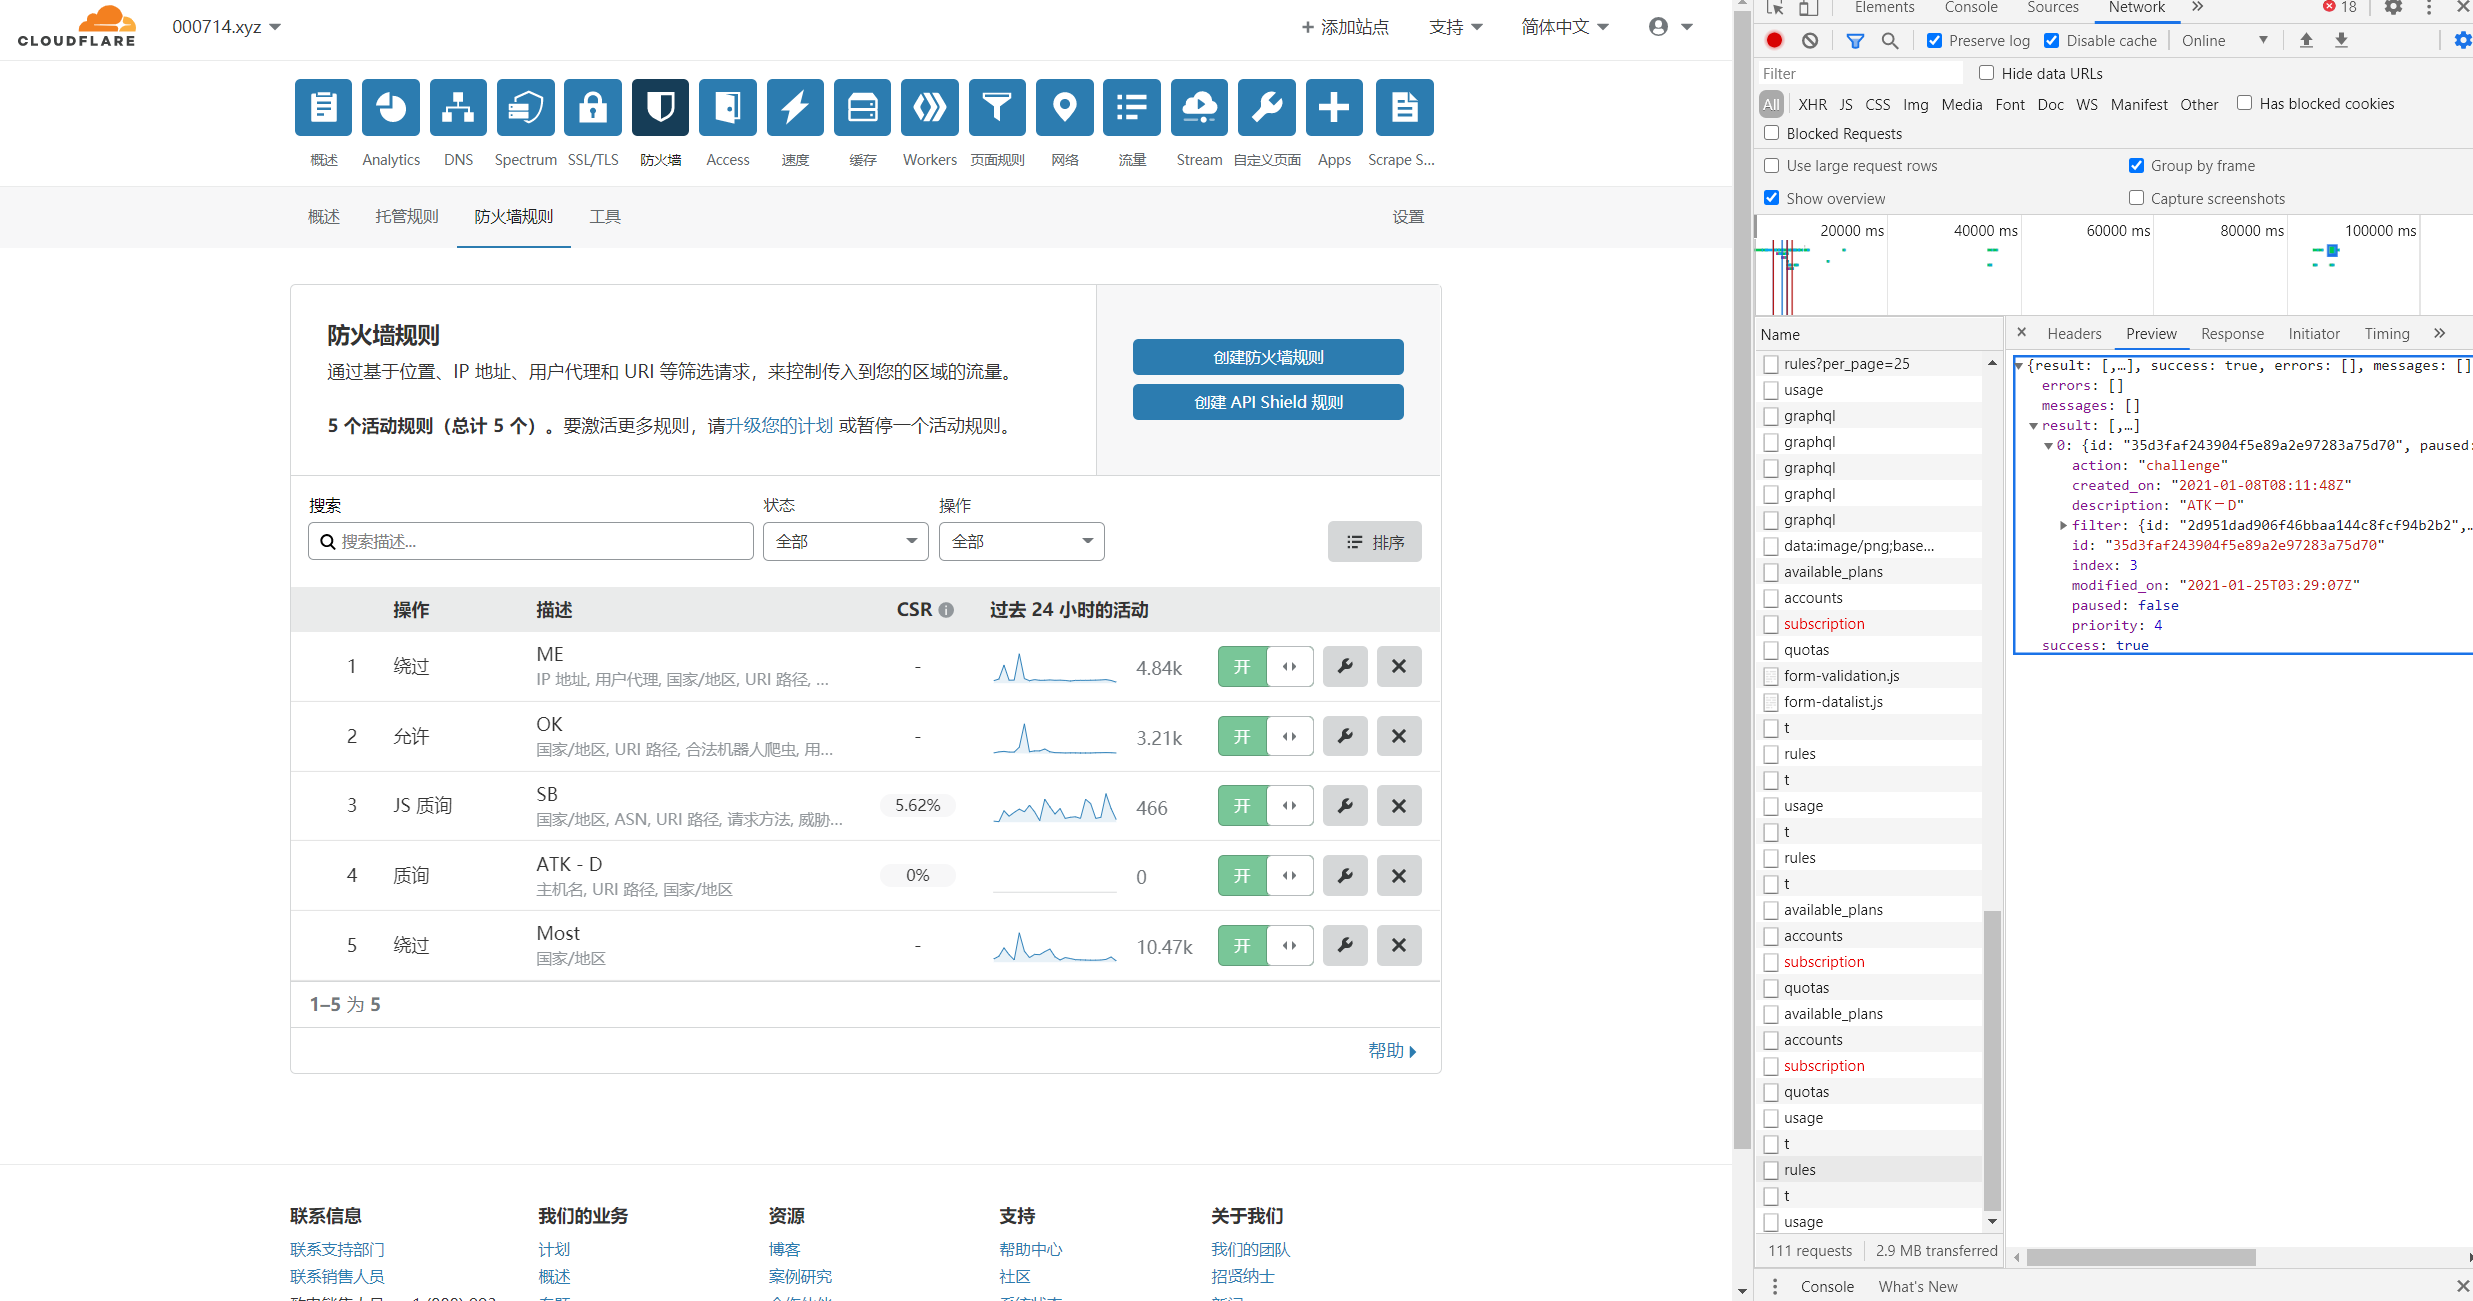 CLOUDFLARE
000714.xyz
添加站点
支持
简体中文
概述
Analytics
DNS
Spectrum
SSL/TLS
防火墙
Access
速度
缓存
Workers
页面规则
网络
流量
Stream
自定义页面
Apps
Scrape S...
概述
托管规则
防火墙规则
工具
设置
防火墙规则
通过基于位置、IP 地址、用户代理和 URI 等筛选请求，来控制传入到您的区域的流量。
5 个活动规则（总计 5 个）。要激活更多规则，请升级您的计划 或暂停一个活动规则。
创建防火墙规则
创建 API Shield 规则
搜索
状态
操作
搜索描述...
全部
全部
排序
操作 描述 CSR 过去 24 小时的活动
1 绕过 ME - 4.84k 开
IP 地址, 用户代理, 国家/地区, URI 路径, ...
2 允许 OK - 3.21k 开
国家/地区, URI 路径, 合法机器人爬虫, 用...
3 JS 质询 SB 5.62% 466 开
国家/地区, ASN, URI 路径, 请求方法, 威胁...
4 质询 ATK - D 0% 0 开
主机名, URI 路径, 国家/地区
5 绕过 Most - 10.47k 开
国家/地区
1–5 为 5
帮助
联系信息
联系支持部门
联系销售人员
我们的业务
计划
概述
资源
博客
案例研究
支持
帮助中心
社区
关于我们
我们的团队
招贤纳士
Elements Console Sources Network 18
Preserve log Disable cache Online
Filter Hide data URLs
All XHR JS CSS Img Media Font Doc WS Manifest Other Has blocked cookies
Blocked Requests
Use large request rows Group by frame
Show overview Capture screenshots
20000 ms 40000 ms 60000 ms 80000 ms 100000 ms
Name
rules?per_page=25
usage
graphql
graphql
graphql
graphql
graphql
data:image/png;base...
available_plans
accounts
subscription
quotas
form-validation.js
form-datalist.js
t
rules
t
usage
t
rules
t
available_plans
accounts
subscription
quotas
available_plans
accounts
subscription
quotas
usage
t
rules
t
usage
111 requests 2.9 MB transferred
Headers Preview Response Initiator Timing
{result: [,…], success: true, errors: [], messages: []
errors: []
messages: []
result: [,…]
0: {id: "35d3faf243904f5e89a2e97283a75d70", paused:
action: "challenge"
created_on: "2021-01-08T08:11:48Z"
description: "ATK－D"
filter: {id: "2d951dad906f46bbaa144c8fcf94b2b2",…
id: "35d3faf243904f5e89a2e97283a75d70"
index: 3
modified_on: "2021-01-25T03:29:07Z"
paused: false
priority: 4
success: true
Console What's New